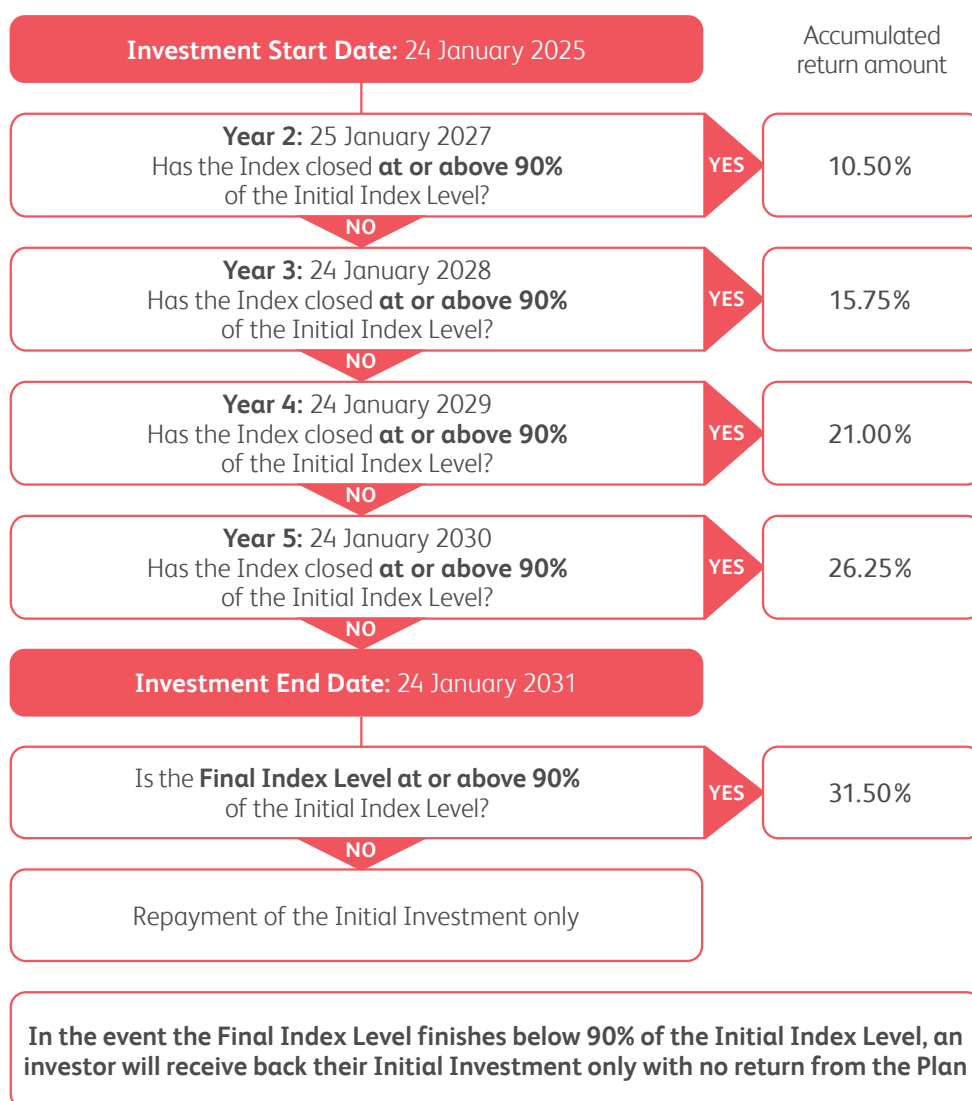 Investment Start Date: 24 January 2025
Accumulated
return amount
Year 2: 25 January 2027
Has the Index closed at or above 90%
of the Initial Index Level?
YES
10.50%
NO
Year 3: 24 January 2028
Has the Index closed at or above 90%
of the Initial Index Level?
YES
15.75%
NO
Year 4: 24 January 2029
Has the Index closed at or above 90%
of the Initial Index Level?
YES
21.00%
NO
Year 5: 24 January 2030
Has the Index closed at or above 90%
of the Initial Index Level?
YES
26.25%
NO
Investment End Date: 24 January 2031
Is the Final Index Level at or above 90%
of the Initial Index Level?
YES
31.50%
NO
Repayment of the Initial Investment only
In the event the Final Index Level finishes below 90% of the Initial Index Level, an
investor will receive back their Initial Investment only with no return from the Plan